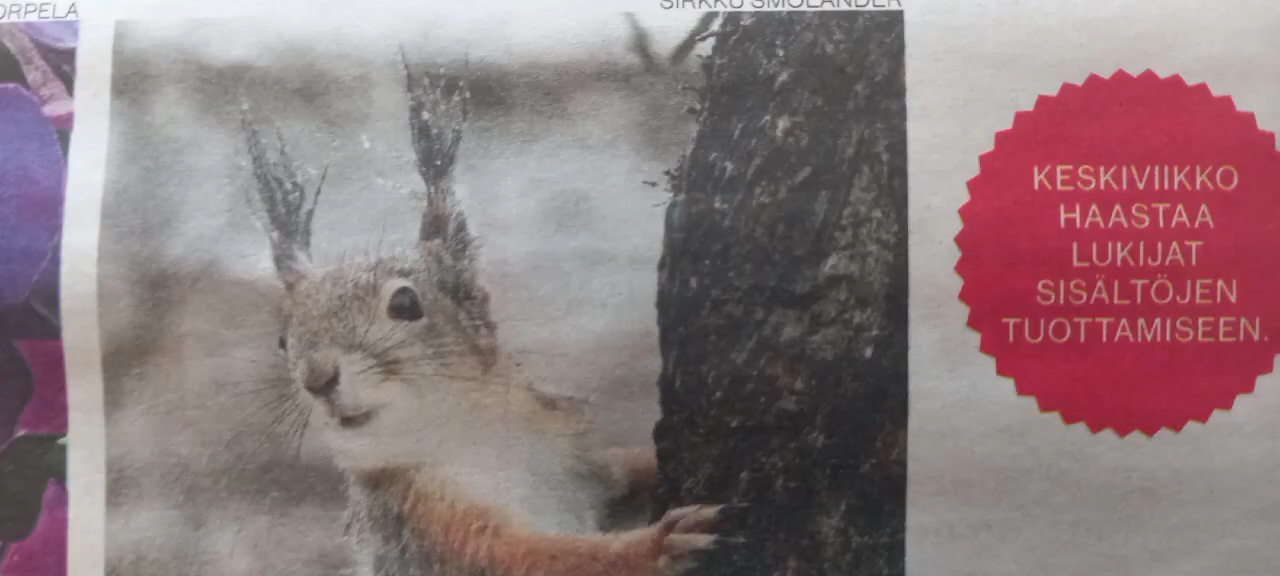 ORPELA
SIRKKU SMOLANDER
KESKIVIIKKO
HAASTAA
LUKIJAT
SISÄLTÖJEN
TUOTTAMISEEN.